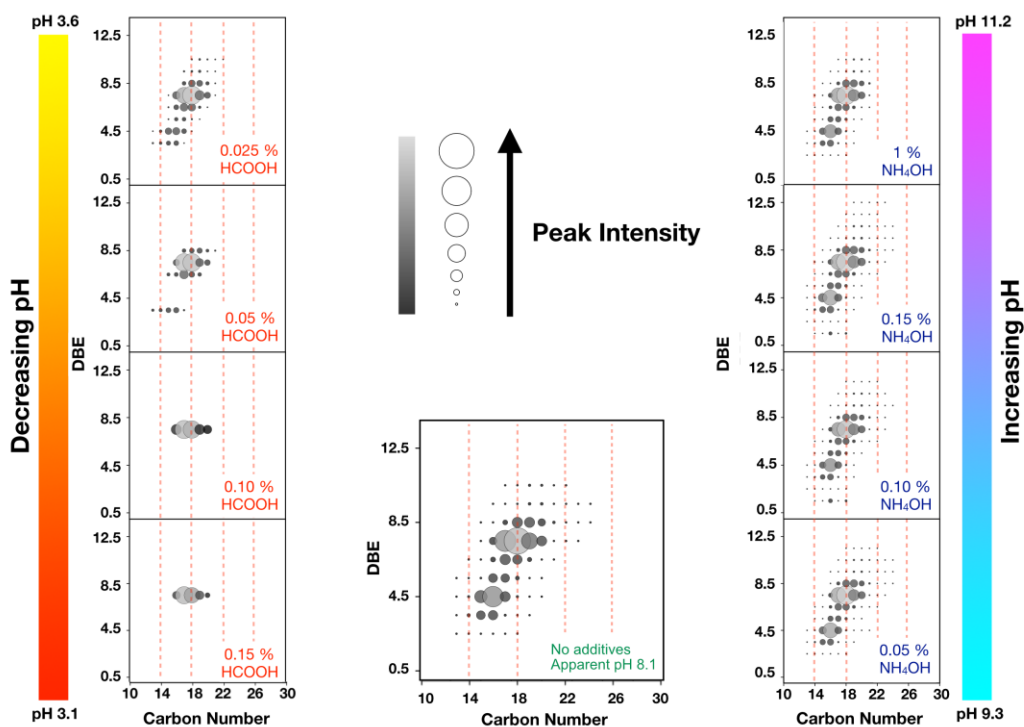 pH 3.6
Decreasing pH
pH 3.1
12.5
8.5
4.5
0.5
0.025 %
HCOOH
12.5
8.5
4.5
0.5
DBE
0.05 %
HCOOH
12.5
8.5
4.5
0.5
0.10 %
HCOOH
12.5
8.5
4.5
0.5
0.15 %
HCOOH
10 14 18 22 26 30
Carbon Number
Peak Intensity
DBE
12.5
8.5
4.5
0.5
No additives
Apparent pH 8.1
10 14 18 22 26 30
Carbon Number
12.5
8.5
4.5
0.5
1 %
NH₄OH
12.5
8.5
4.5
0.5
DBE
0.15 %
NH₄OH
12.5
8.5
4.5
0.5
0.10 %
NH₄OH
12.5
8.5
4.5
0.5
0.05 %
NH₄OH
10 14 18 22 26 30
Carbon Number
pH 11.2
Increasing pH
pH 9.3